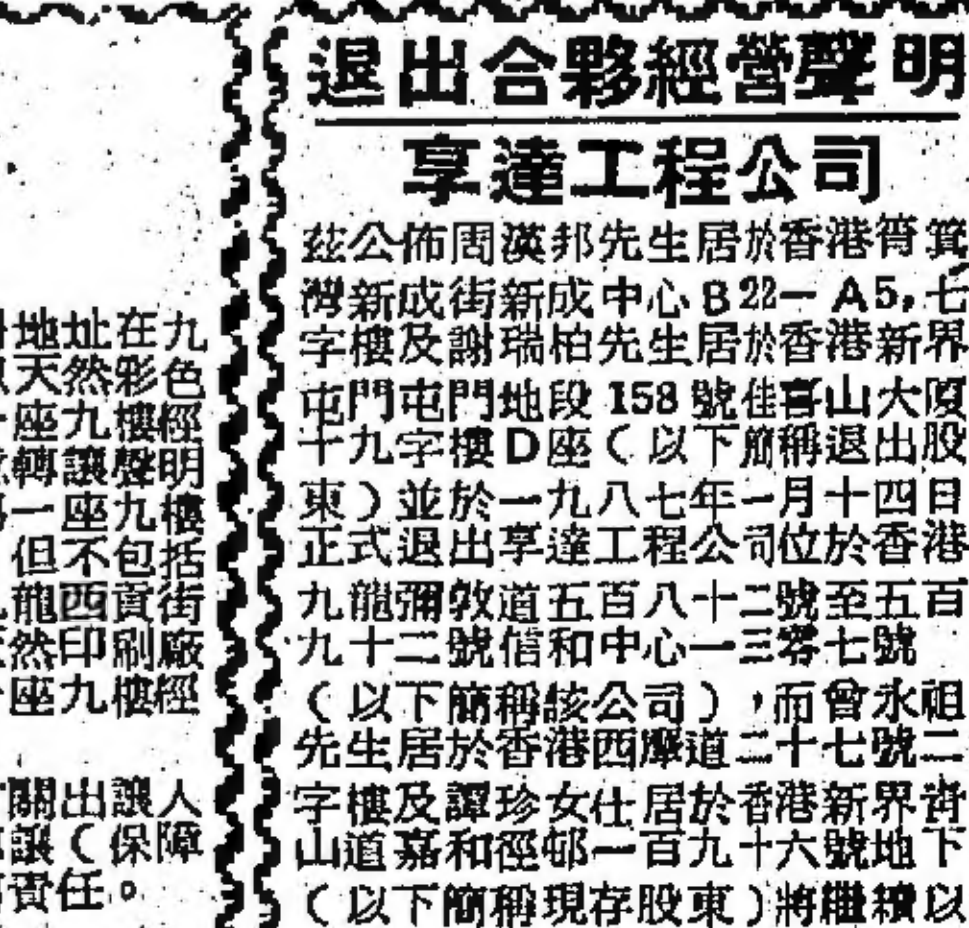 退出合夥經營聲明
享達工程公司
茲公佈周漢邦先生居於香港筲箕
灣新成街新成中心B22－A5,七
字樓及謝瑞柏先生居於香港新界
屯門屯門地段158號佳喜山大廈
十九字樓D座(以下簡稱退出股
東)並於一九八七年一月十四日
正式退出享達工程公司位於香港
九龍彌敦道五百八十二號至五百
九十二號信和中心一三零七號
(以下簡稱該公司),而曾永祖
先生居於香港西摩道二十七號二
字樓及譚珍女仕居於香港新界
山道嘉和徑邨一百九十六號地下
(以下簡稱現存股東)將繼續以
地址在九
天然彩色
座九樓經
轉讓聲明
一座九樓
但不包括
龍西貢街
然印刷廠
座九樓經
關出讓人
讓(保障
責任。